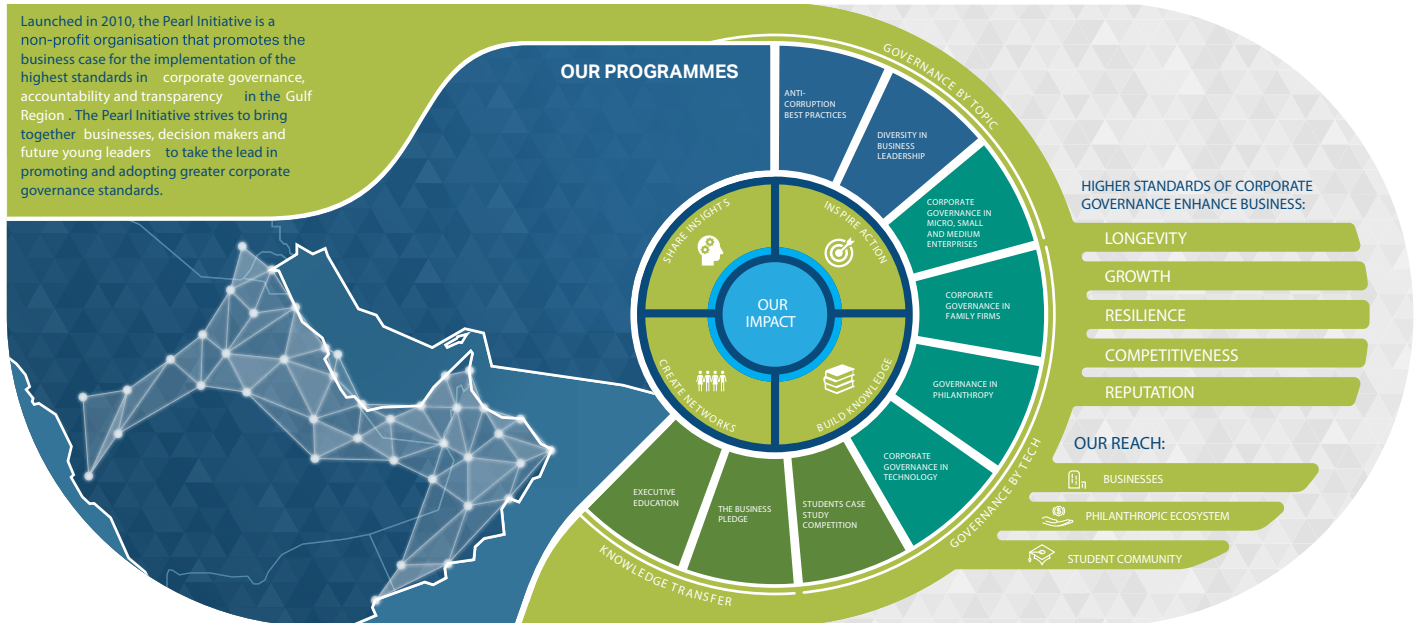 Launched in 2010, the Pearl Initiative is a
non-profit organisation that promotes the
business case for the implementation of the
highest standards in corporate governance,
accountability and transparency in the Gulf
Region . The Pearl Initiative strives to bring
together businesses, decision makers and
future young leaders to take the lead in
promoting and adopting greater corporate
governance standards.
OUR PROGRAMMES
GOVERNANCE BY TOPIC
ANTI-
CORRUPTION
BEST PRACTICES
DIVERSITY IN
BUSINESS
LEADERSHIP
CORPORATE
GOVERNANCE IN
MICRO, SMALL
AND MEDIUM
ENTERPRISES
CORPORATE
GOVERNANCE IN
FAMILY FIRMS
GOVERNANCE IN
PHILANTHROPY
CORPORATE
GOVERNANCE IN
TECHNOLOGY
GOVERNANCE BY TECH
STUDENTS CASE
STUDY
COMPETITION
THE BUSINESS
PLEDGE
EXECUTIVE
EDUCATION
KNOWLEDGE TRANSFER
SHARE INSIGHTS
INSPIRE ACTION
OUR
IMPACT
CREATE NETWORKS
BUILD KNOWLEDGE
HIGHER STANDARDS OF CORPORATE
GOVERNANCE ENHANCE BUSINESS:
LONGEVITY
GROWTH
RESILIENCE
COMPETITIVENESS
REPUTATION
OUR REACH:
BUSINESSES
PHILANTHROPIC ECOSYSTEM
STUDENT COMMUNITY